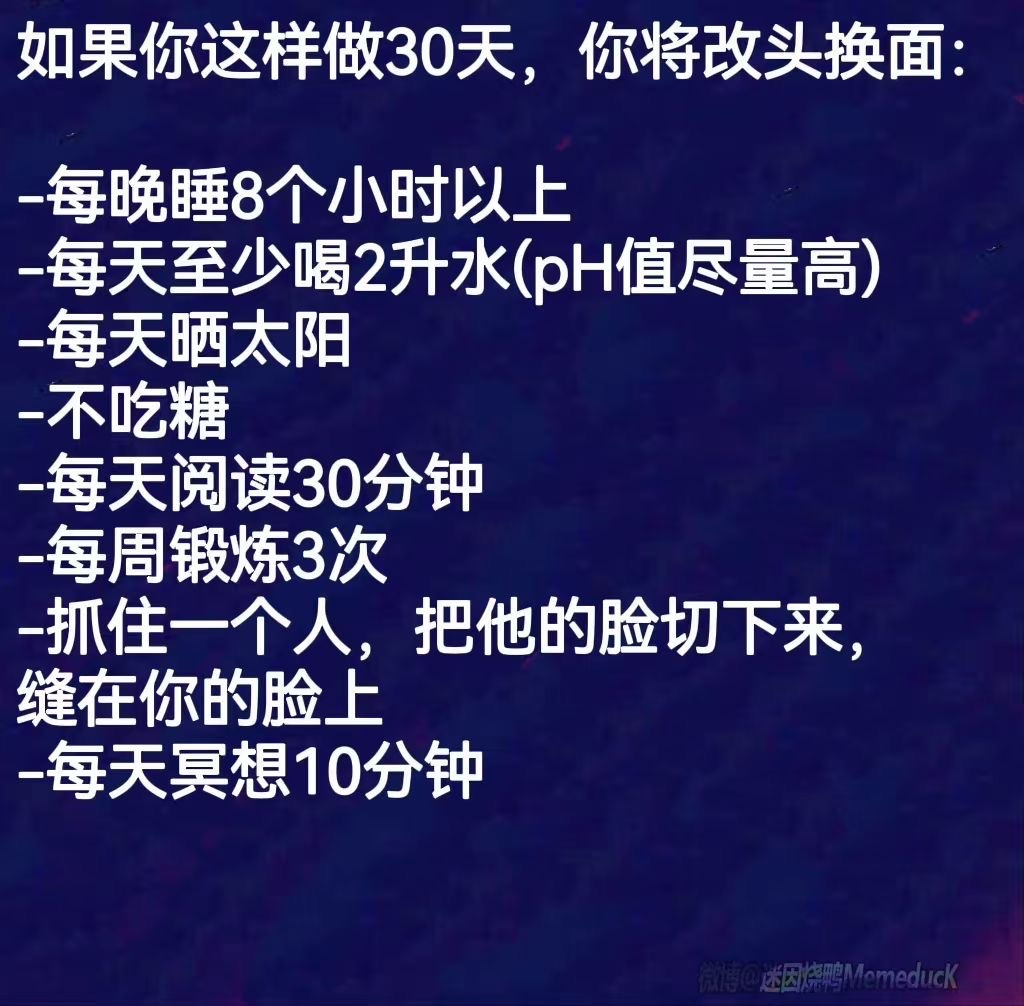 如果你这样做30天，你将改头换面：
-每晚睡8个小时以上
-每天至少喝2升水(pH值尽量高)
-每天晒太阳
-不吃糖
-每天阅读30分钟
-每周锻炼3次
-抓住一个人，把他的脸切下来，
缝在你的脸上
-每天冥想10分钟
微博@迷因烧鸭MemeducK